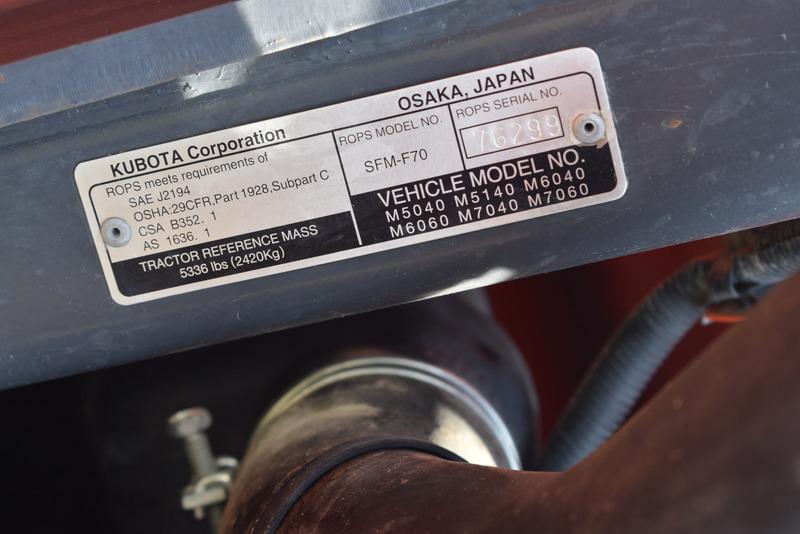 KUBOTA Corporation OSAKA, JAPAN
ROPS meets requirements of
SAE J2194
OSHA:29CFR,Part 1928,Subpart C
CSA B352. 1
AS 1636. 1
TRACTOR REFERENCE MASS
5336 lbs (2420Kg)
ROPS MODEL NO.
SFM-F70
ROPS SERIAL NO.
76299
VEHICLE MODEL NO.
M5040 M5140 M6040
M6060 M7040 M7060